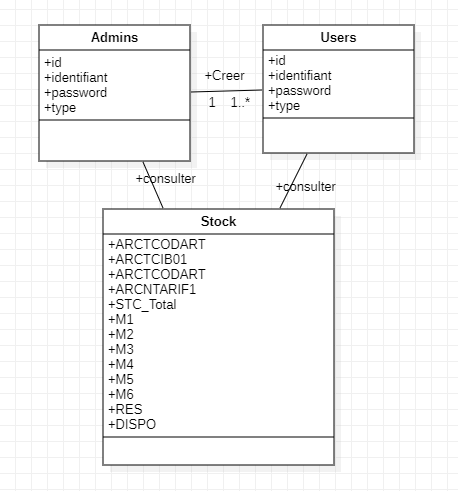 Admins
+id
+identifiant
+password
+type
+Creer
1 1..*
Users
+id
+identifiant
+password
+type
+consulter
+consulter
Stock
+ARCTCODART
+ARCTCIB01
+ARCTCODART
+ARCNTARIF1
+STC_Total
+M1
+M2
+M3
+M4
+M5
+M6
+RES
+DISPO